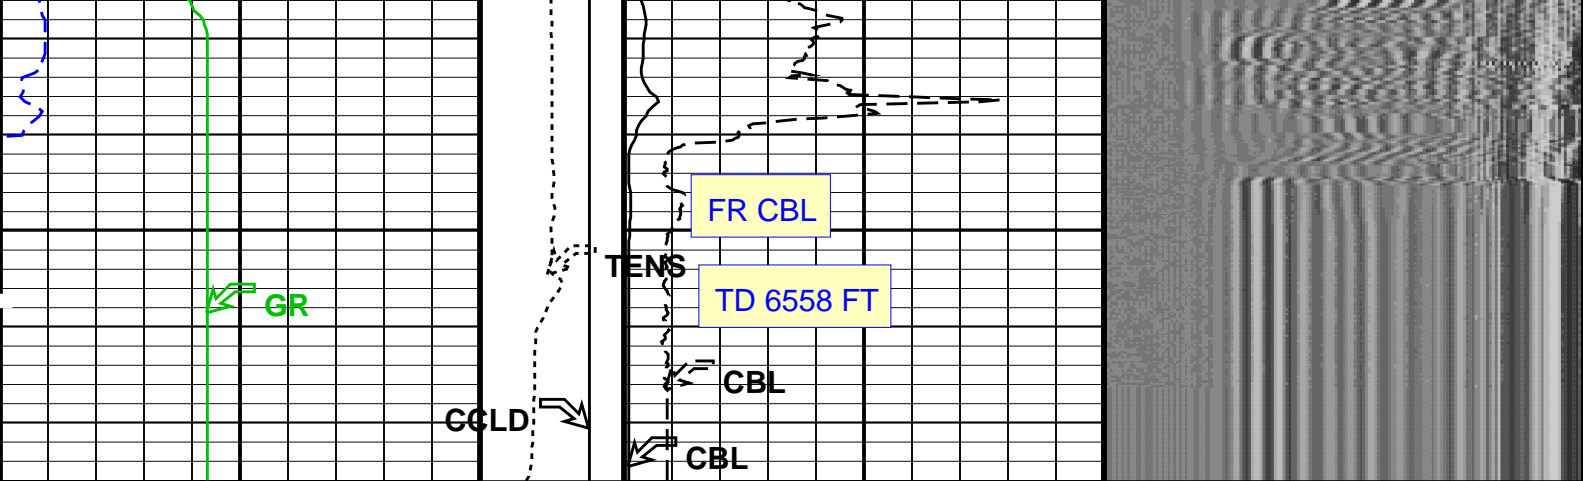 FR CBL
TENS
TD 6558 FT
GR
CBL
CCLD
CBL